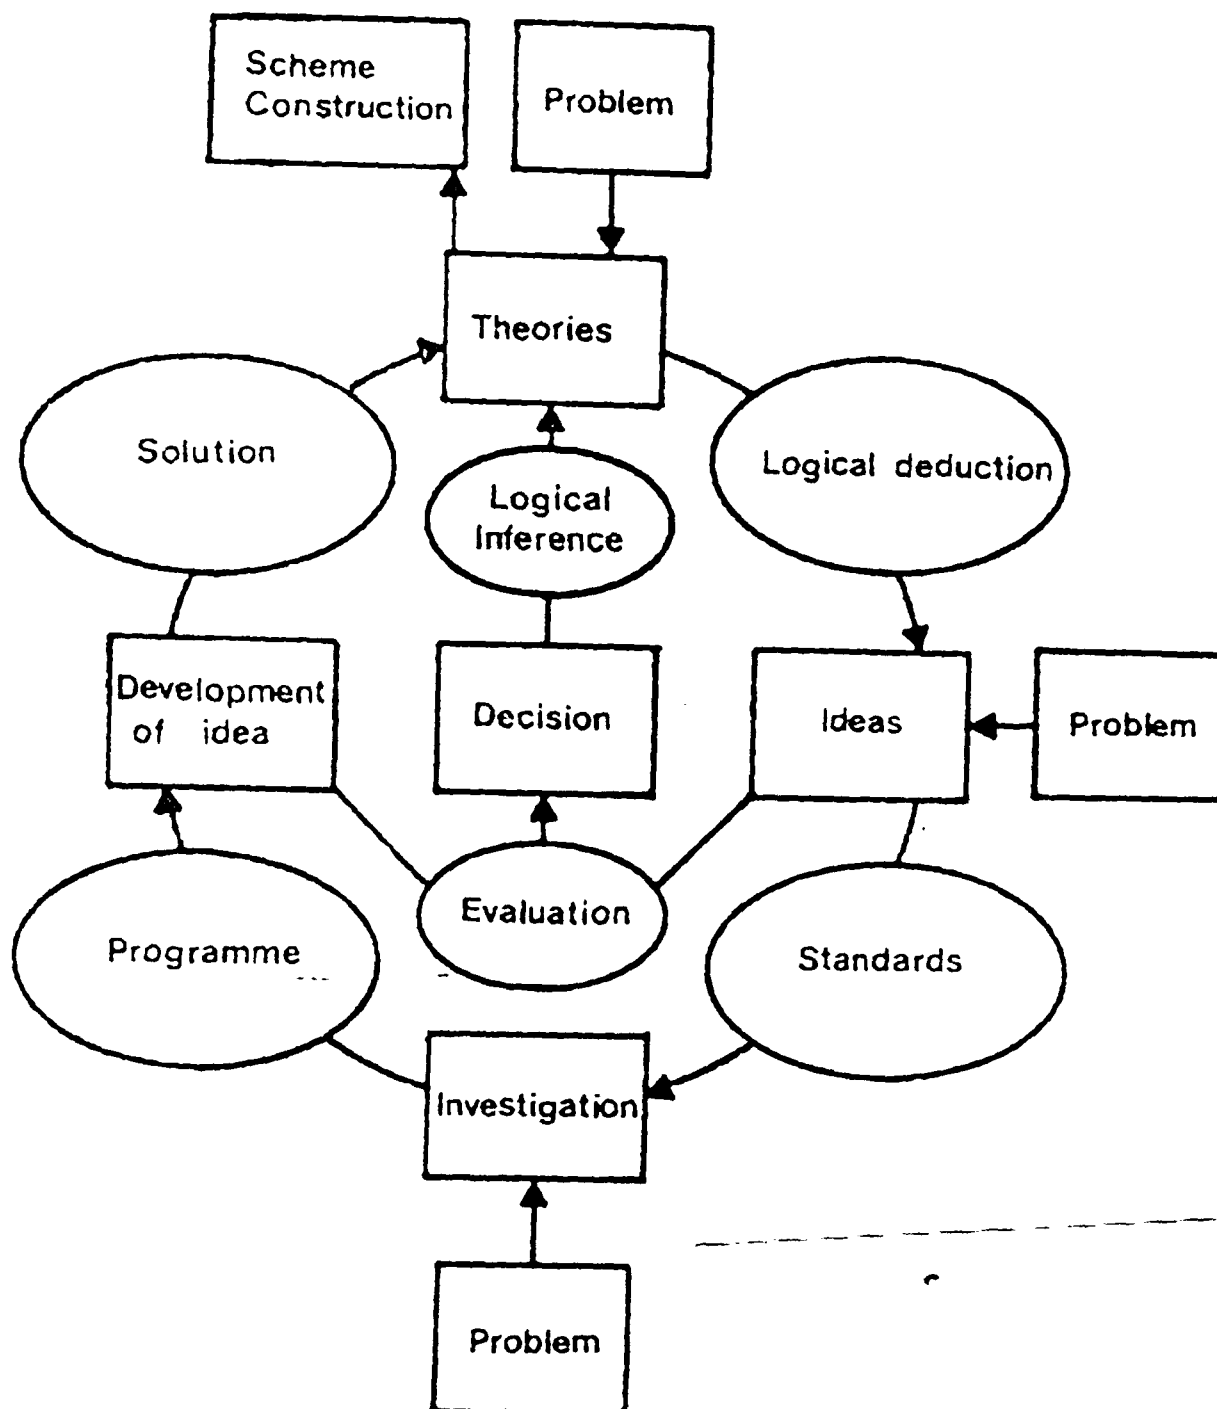 Scheme
Construction
Problem
Theories
Solution
Logical deduction
Logical
Inference
Development
of idea
Decision
Ideas
Problem
Programme
Evaluation
Standards
Investigation
Problem